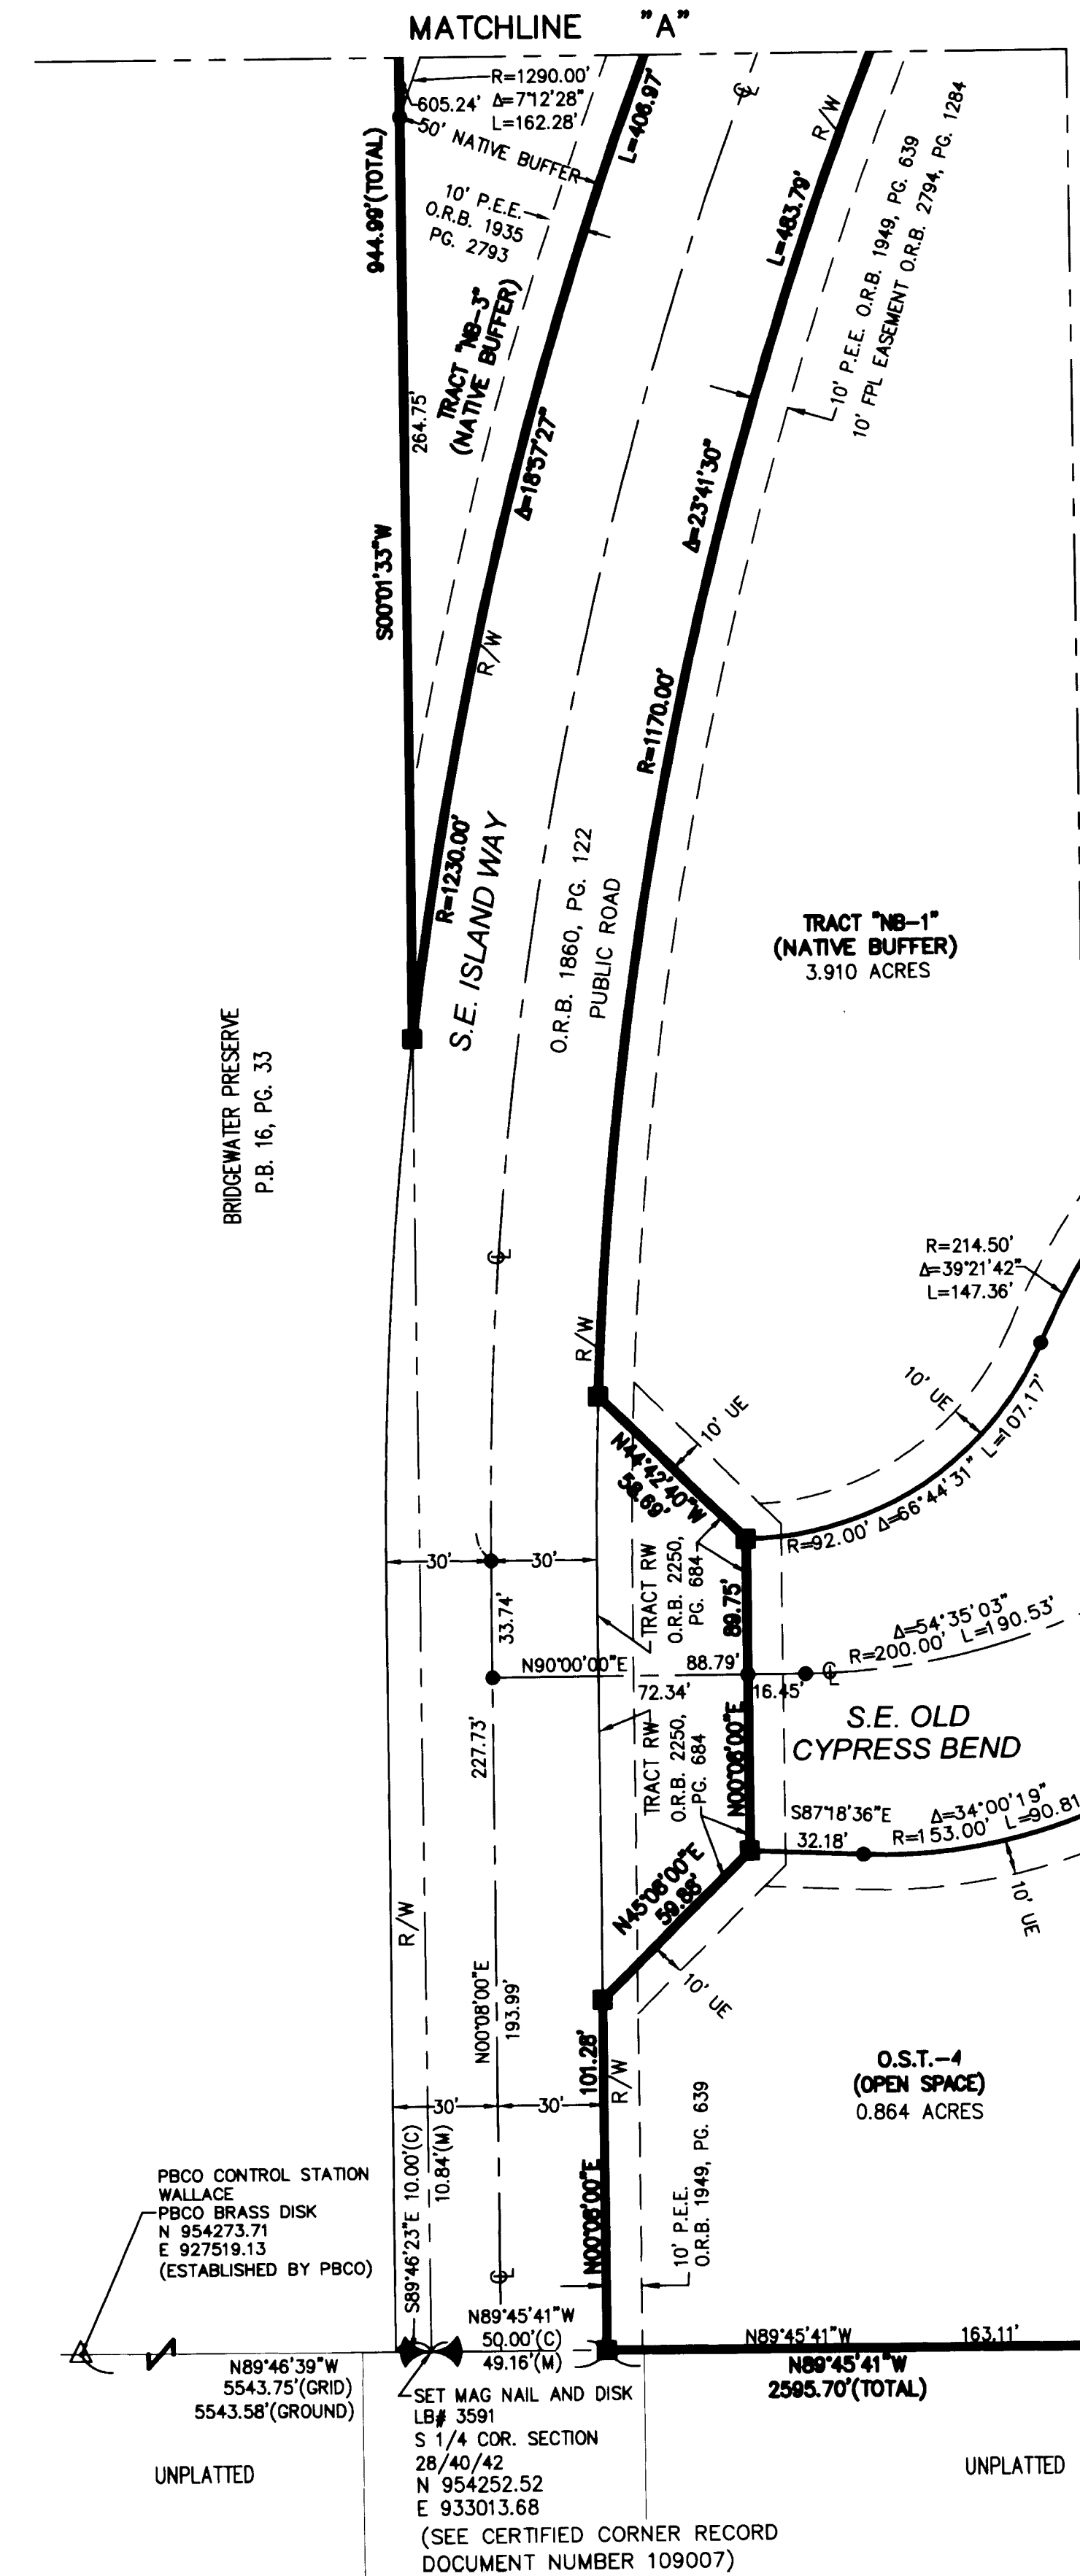 MATCHLINE "A"
R=1290.00'
605.24' Δ=7°12'28"
L=162.28'
50' NATIVE BUFFER
944.99'(TOTAL)
10' P.E.E.
O.R.B. 1935
PG. 2793
L=406.97'
R/W
L=483.79'
10' P.E.E. O.R.B. 1949, PG. 639
10' FPL EASEMENT O.R.B. 2794, PG. 1284
TRACT "NB-3"
(NATIVE BUFFER)
264.75'
Δ=18°57'27"
Δ=23°41'30"
S00°01'33"W
R/W
R=1170.00'
R=1230.00'
S.E. ISLAND WAY
O.R.B. 1860, PG. 122
PUBLIC ROAD
TRACT "NB-1"
(NATIVE BUFFER)
3.910 ACRES
BRIDGEWATER PRESERVE
P.B. 16, PG. 33
R=214.50'
Δ=39°21'42"
L=147.36'
R/W
10' UE
10' UE
N44°42'40"W
58.69'
R=92.00' Δ=66°44'31" L=107.17'
30'
30'
TRACT RW
O.R.B. 2250,
PG. 684
89.75'
33.74'
Δ=54°35'03"
R=200.00' L=190.53'
N90°00'00"E
88.79'
72.34'
16.45'
S.E. OLD
CYPRESS BEND
227.73'
TRACT RW
O.R.B. 2250,
PG. 684
N00°08'00"E
S87°18'36"E
32.18'
Δ=34°00'19"
R=153.00' L=90.81
N45°08'00"E
59.88'
10' UE
10' UE
R/W
N00°08'00"E
193.99'
101.28'
R/W
O.S.T.-4
(OPEN SPACE)
0.864 ACRES
30'
30'
S89°46'23"E 10.00'(C)
10.84'(M)
N00°08'00"E
10' P.E.E.
O.R.B. 1949, PG. 639
PBCO CONTROL STATION
WALLACE
PBCO BRASS DISK
N 954273.71
E 927519.13
(ESTABLISHED BY PBCO)
N89°45'41"W
50.00'(C)
49.16'(M)
N89°45'41"W 163.11'
N89°45'41"W
2595.70'(TOTAL)
N89°46'39"W
5543.75'(GRID)
5543.58'(GROUND)
SET MAG NAIL AND DISK
LB# 3591
S 1/4 COR. SECTION
28/40/42
N 954252.52
E 933013.68
(SEE CERTIFIED CORNER RECORD
DOCUMENT NUMBER 109007)
UNPLATTED
UNPLATTED